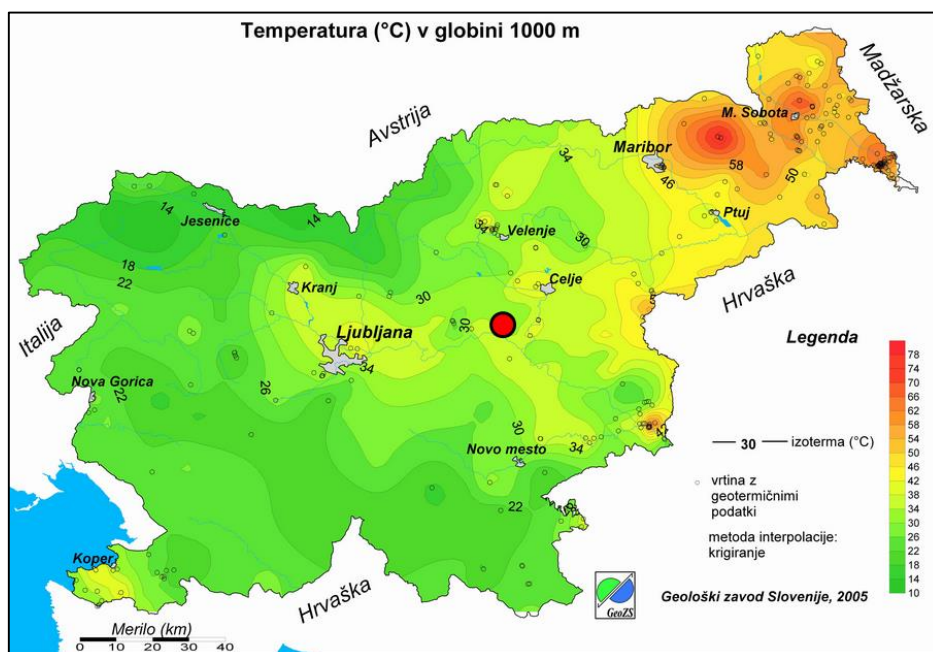 Temperatura (°C) v globini 1000 m
Madžarska
Avstrija
M. Sobota
Maribor
34
58
50
46
14
14
Jesenice
Ptuj
34
Velenje
30
18
22
Kranj
Celje
30
Hrvaška
Italija
Ljubljana
30
34
Legenda
Nova Gorica
22
26
78
74
70
66
62
58
54
50
46
42
38
34
30
26
22
18
14
10
30
34
Novo mesto
30 izoterma (°C)
vrtina z
geotermičnimi
podatki
22
metoda interpolacije:
krigiranje
Koper
Hrvaška
GeoZS
Geološki zavod Slovenije, 2005
Merilo (km)
0 10 20 30 40